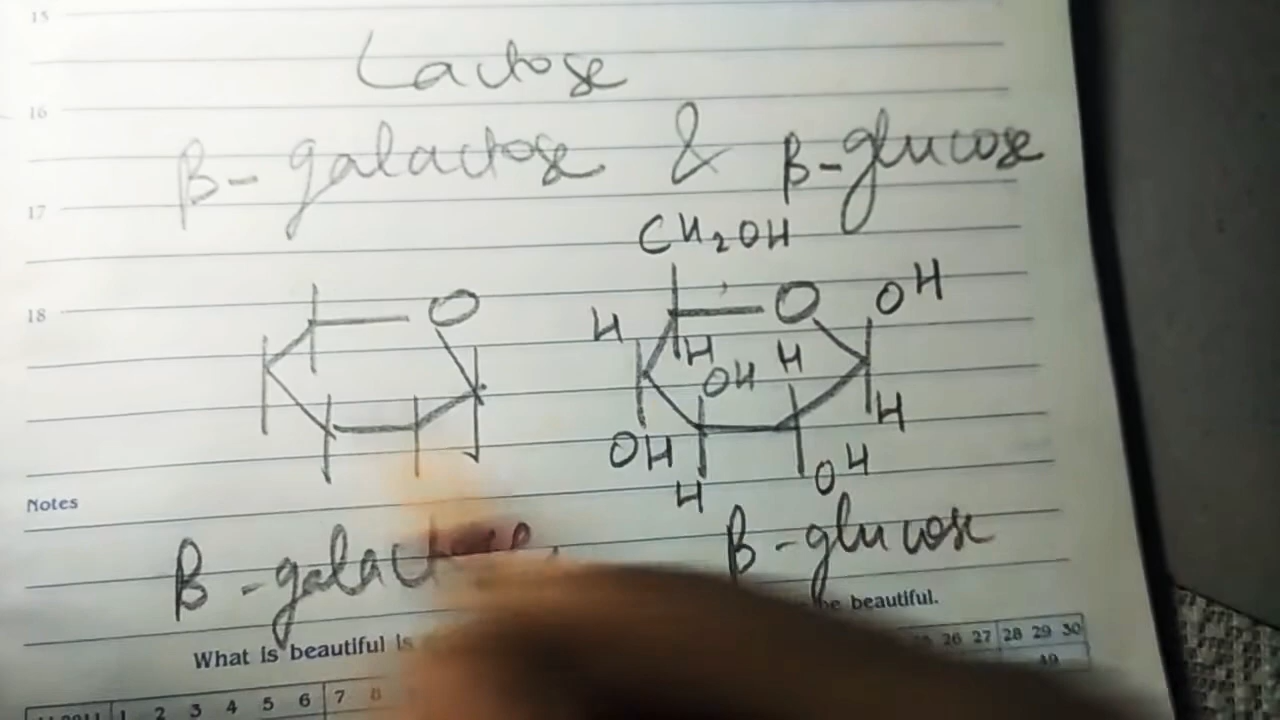 15
Lactose
16
β- galactose & β-glucose
17
CH₂OH
18
O
H
O
OH
H
OH
H
H
OH
OH
H
Notes
β -galactose
β -glucose
be beautiful.
What is beautiful is
26 27 28 29 30
1 2 3 4 5 6 7 8